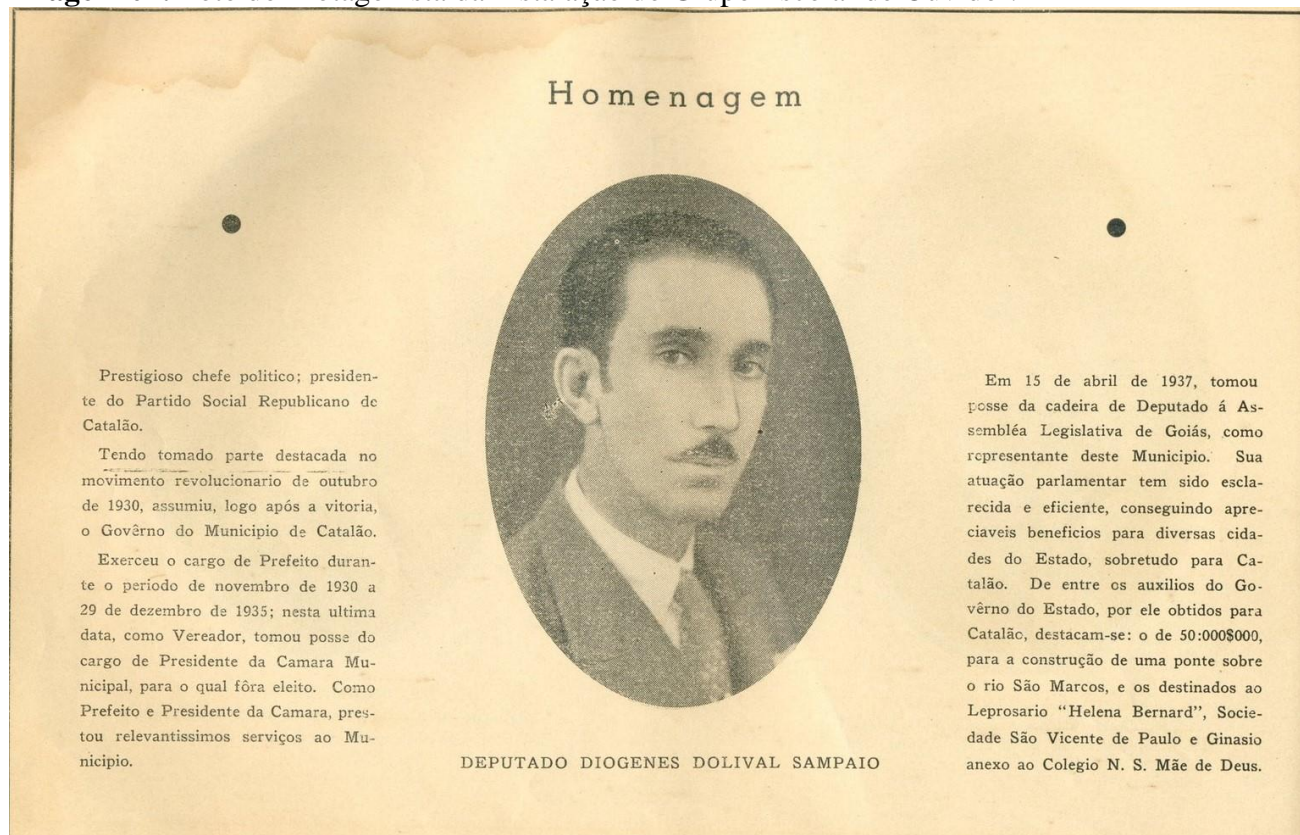 Homenagem
Prestigioso chefe politico; presiden-
te do Partido Social Republicano de
Catalão.
Tendo tomado parte destacada no
movimento revolucionario de outubro
de 1930, assumiu, logo após a vitoria,
o Govêrno do Municipio de Catalão.
Exerceu o cargo de Prefeito duran-
te o periodo de novembro de 1930 a
29 de dezembro de 1935; nesta ultima
data, como Vereador, tomou posse do
cargo de Presidente da Camara Mu-
nicipal, para o qual fôra eleito. Como
Prefeito e Presidente da Camara, pres-
tou relevantissimos serviços ao Mu-
nicipio.
DEPUTADO DIOGENES DOLIVAL SAMPAIO
Em 15 de abril de 1937, tomou
posse da cadeira de Deputado á As-
sembléa Legislativa de Goiás, como
representante deste Municipio. Sua
atuação parlamentar tem sido escla-
recida e eficiente, conseguindo apre-
ciaveis beneficios para diversas cida-
des do Estado, sobretudo para Ca-
talão. De entre os auxilios do Go-
vêrno do Estado, por ele obtidos para
Catalão, destacam-se: o de 50:000$000,
para a construção de uma ponte sobre
o rio São Marcos, e os destinados ao
Leprosario "Helena Bernard", Socie-
dade São Vicente de Paulo e Ginasio
anexo ao Colegio N. S. Mãe de Deus.